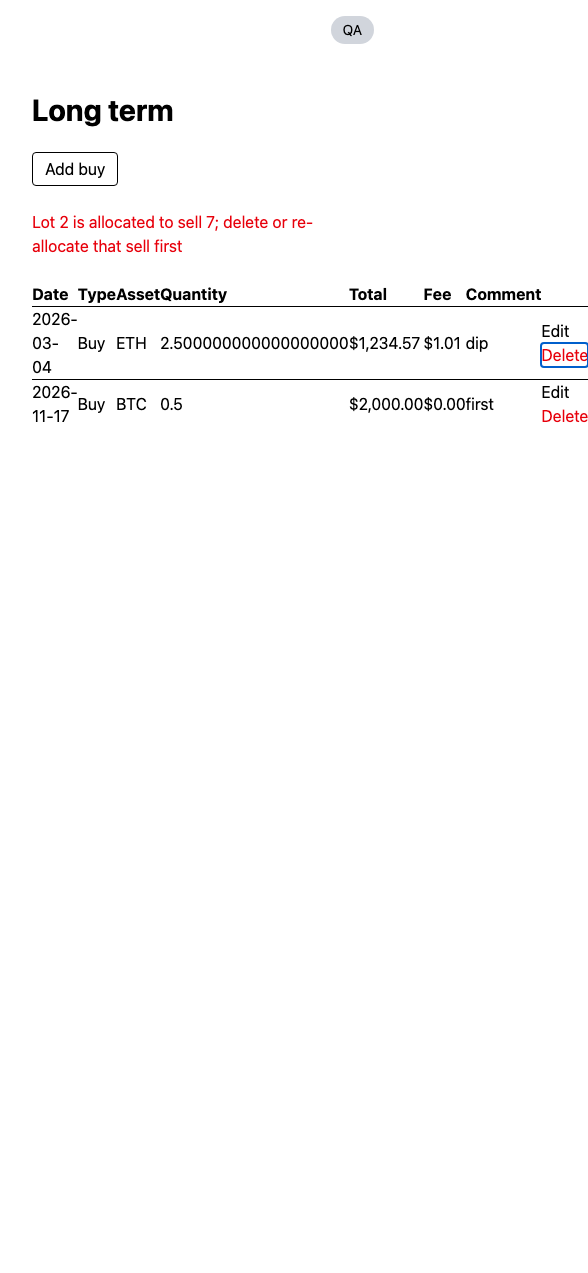 QA
Long term
Add buy
Lot 2 is allocated to sell 7; delete or re-
allocate that sell first
Date Type Asset Quantity Total Fee Comment
2026-
03-
04
Buy ETH 2.500000000000000000 $1,234.57 $1.01 dip
Edit
Delete
2026-
11-17
Buy BTC 0.5 $2,000.00 $0.00 first
Edit
Delete